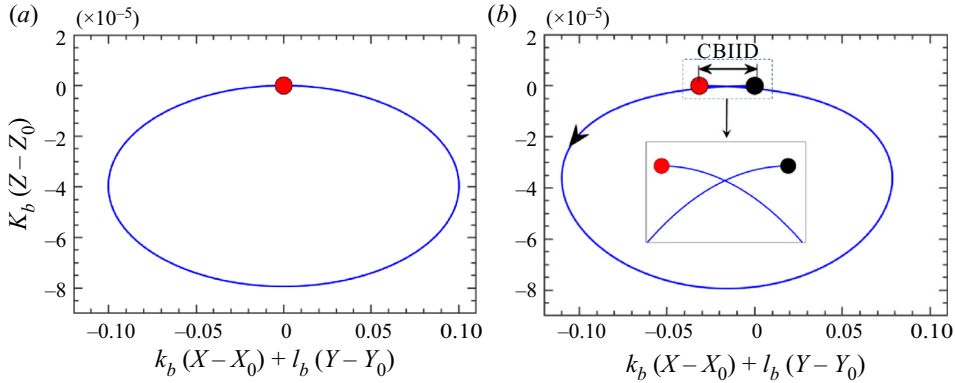 (a) (×10⁻⁵)
2
0
−2
−4
−6
−8
−0.10 −0.05 0 0.05 0.10
K_b (Z – Z_0)
k_b (X – X_0) + l_b (Y – Y_0)
(b) (×10⁻⁵)
2
CBIID
0
−2
−4
−6
−8
−0.10 −0.05 0 0.05 0.10
k_b (X – X_0) + l_b (Y – Y_0)